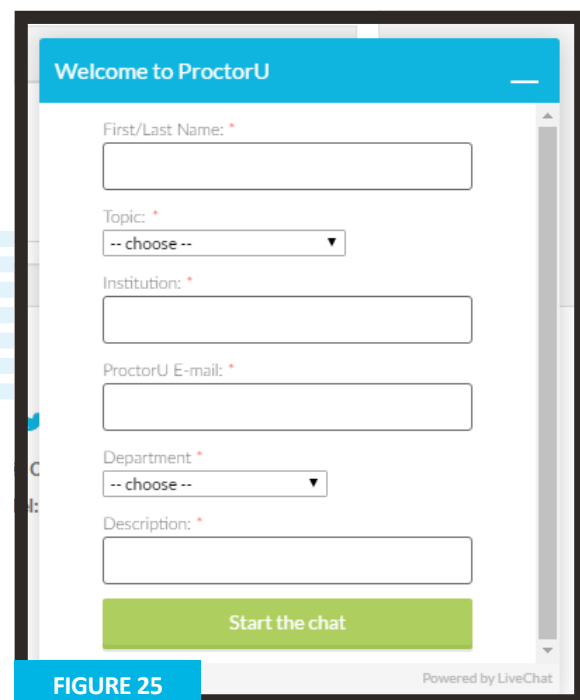 Welcome to ProctorU
First/Last Name: *
Topic: *
-- choose --
Institution: *
ProctorU E-mail: *
Department *
-- choose --
Description: *
Start the chat
Powered by LiveChat
FIGURE 25